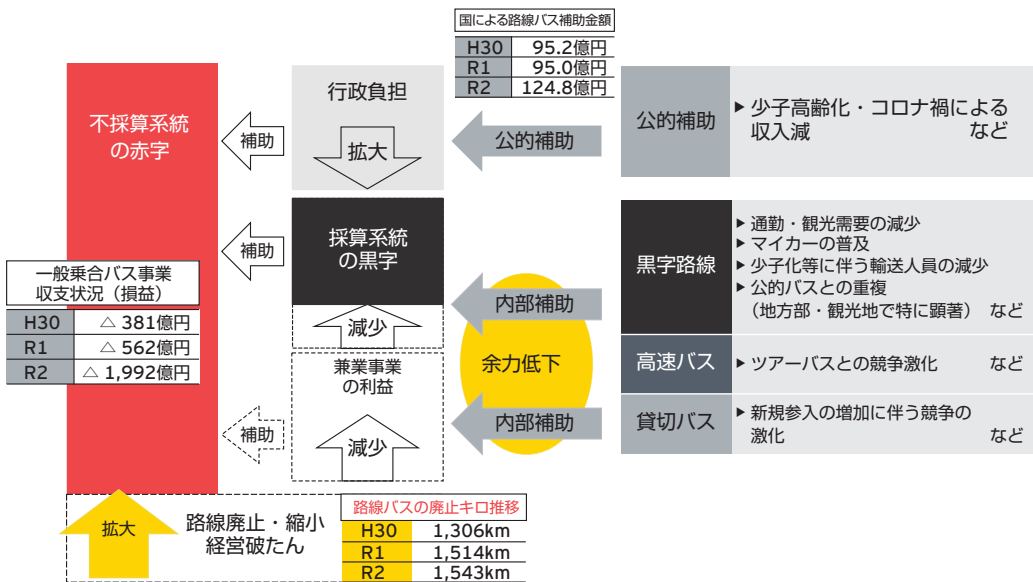 国による路線バス補助金額
H30 95.2億円
R1 95.0億円
R2 124.8億円
不採算系統
の赤字
補助
行政負担
拡大
公的補助
公的補助
▶ 少子高齢化・コロナ禍による
収入減 など
補助
採算系統
の黒字
減少
内部補助
黒字路線
▶ 通勤・観光需要の減少
▶ マイカーの普及
▶ 少子化等に伴う輸送人員の減少
▶ 公的バスとの重複
(地方部・観光地で特に顕著) など
一般乗合バス事業
収支状況(損益)
H30 △ 381億円
R1 △ 562億円
R2 △ 1,992億円
兼業事業
の利益
余力低下
高速バス
▶ ツアーバスとの競争激化 など
補助
減少
内部補助
貸切バス
▶ 新規参入の増加に伴う競争の
激化 など
拡大
路線廃止・縮小
経営破たん
路線バスの廃止キロ推移
H30 1,306km
R1 1,514km
R2 1,543km